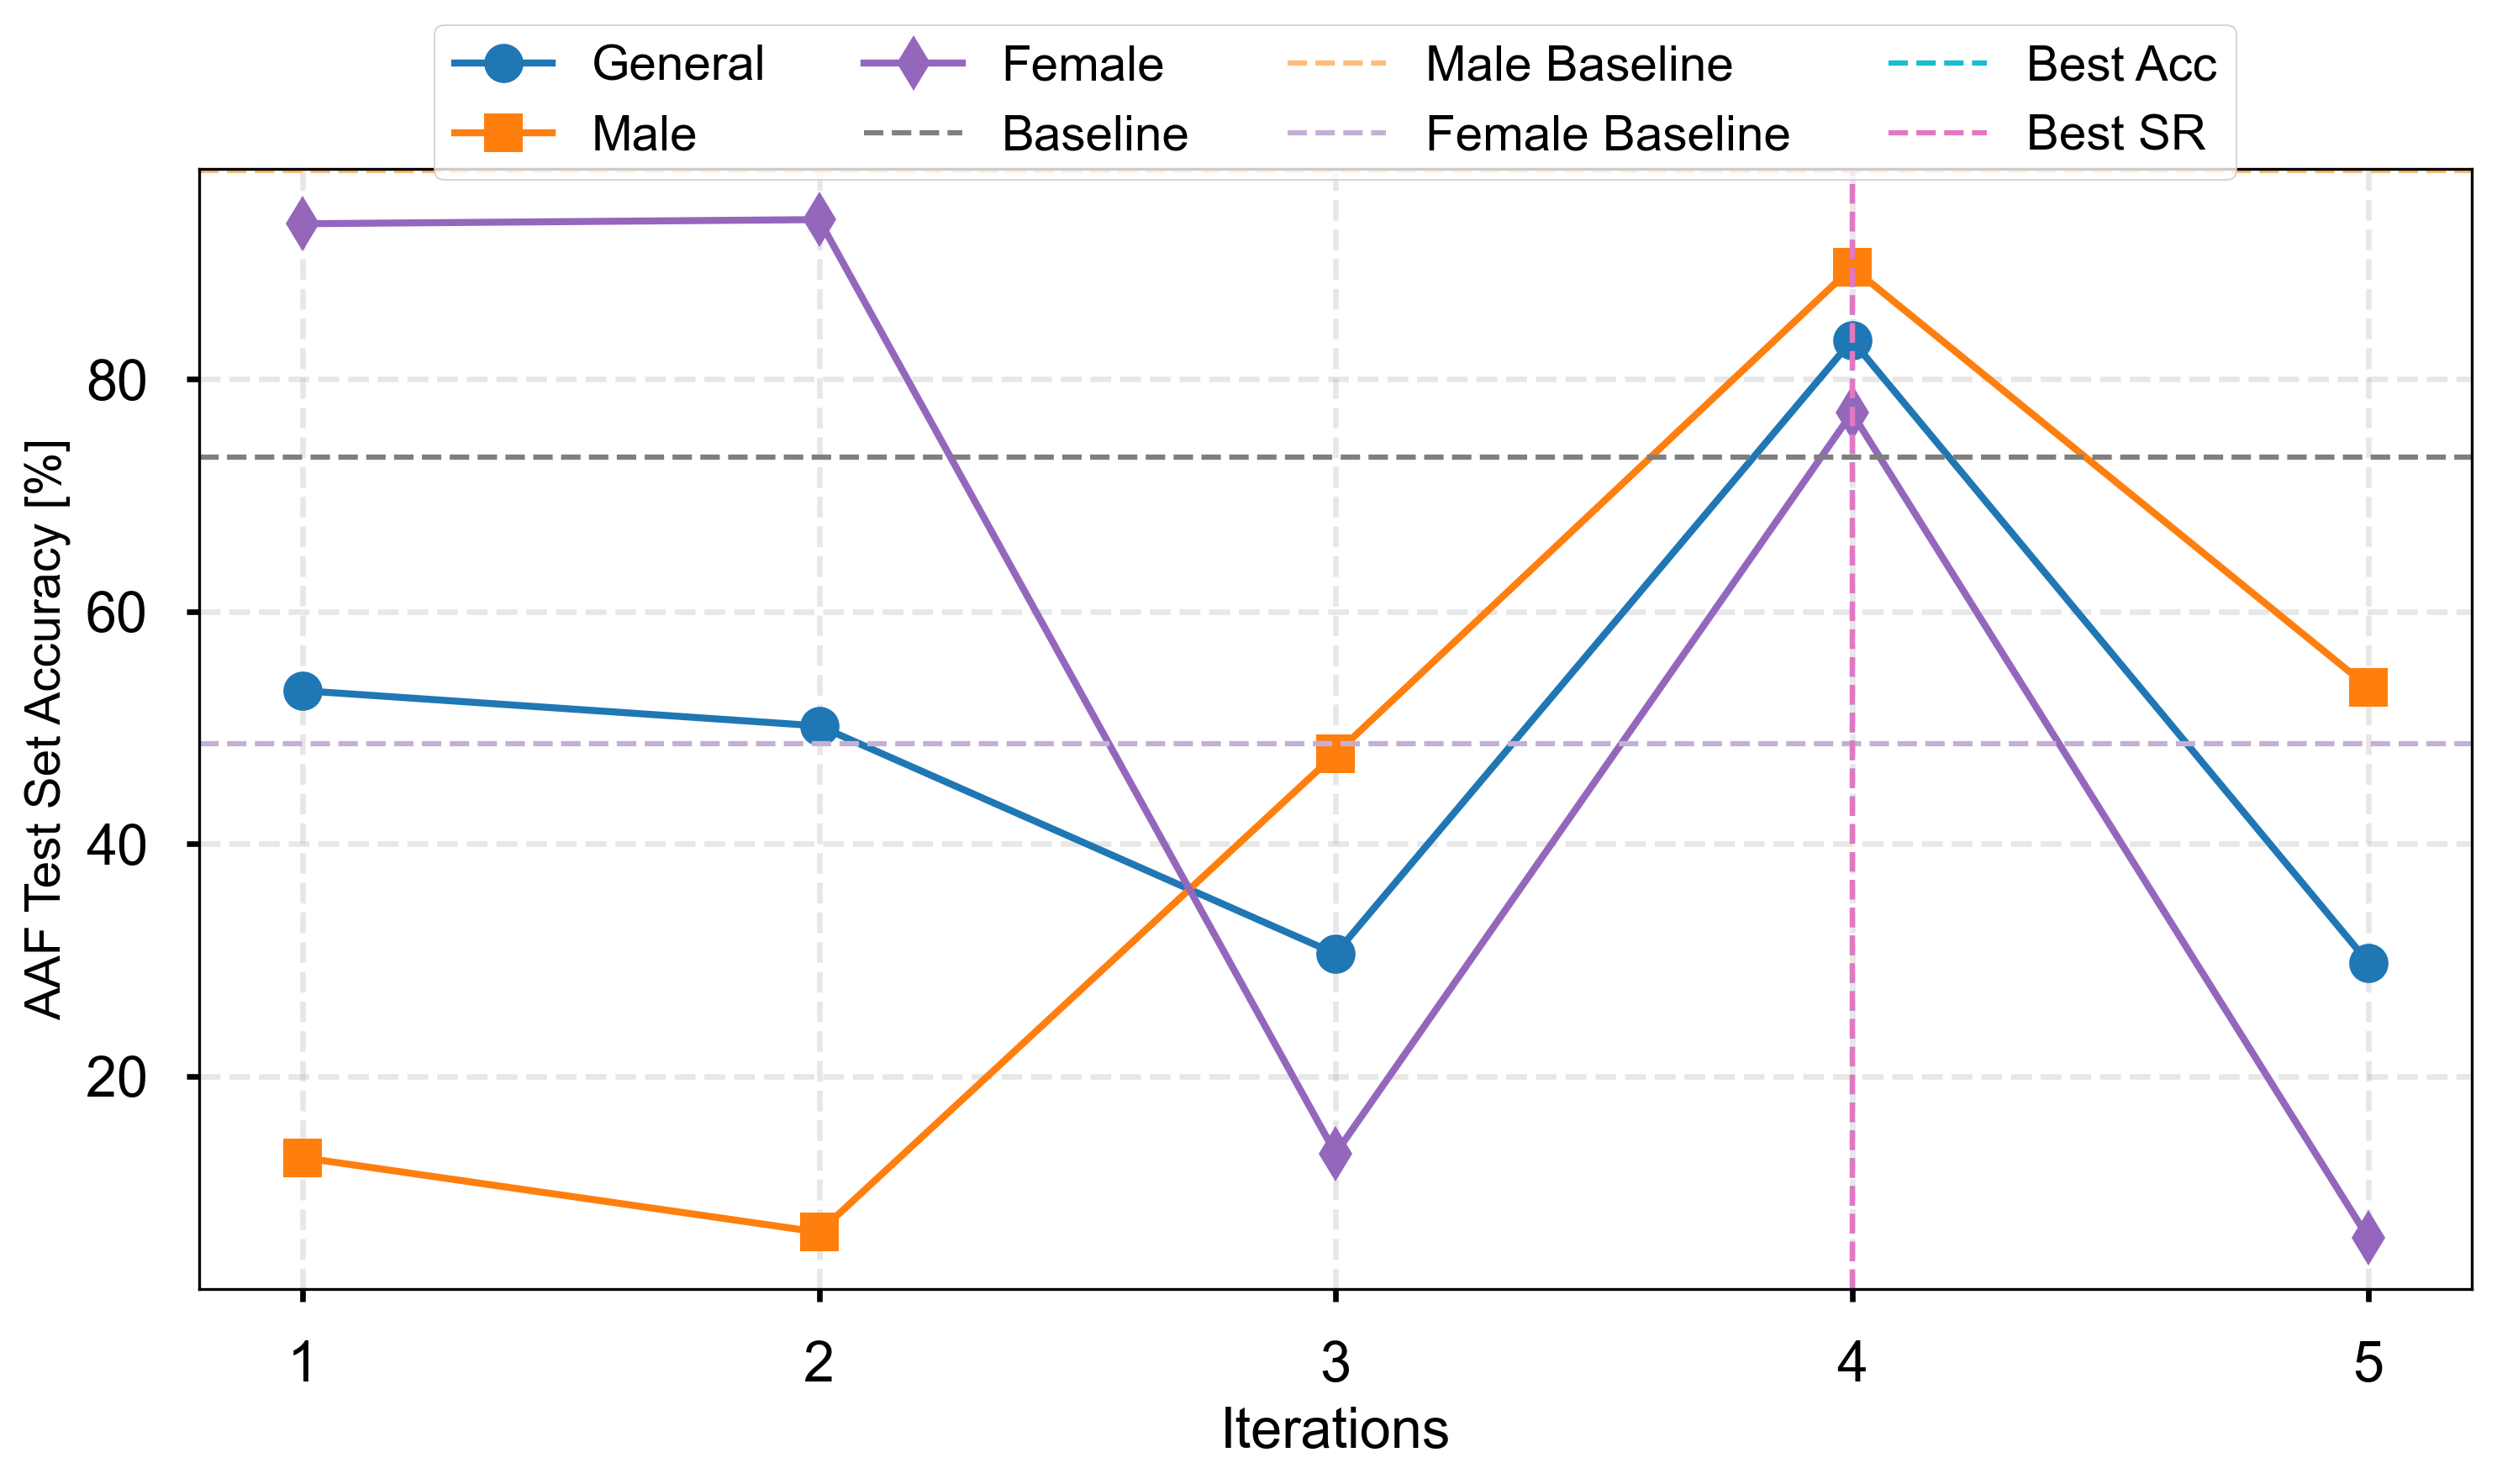 General
Male
Female
Baseline
Male Baseline
Female Baseline
Best Acc
Best SR
AAF Test Set Accuracy [%]
80
60
40
20
1 2 3 4 5
Iterations